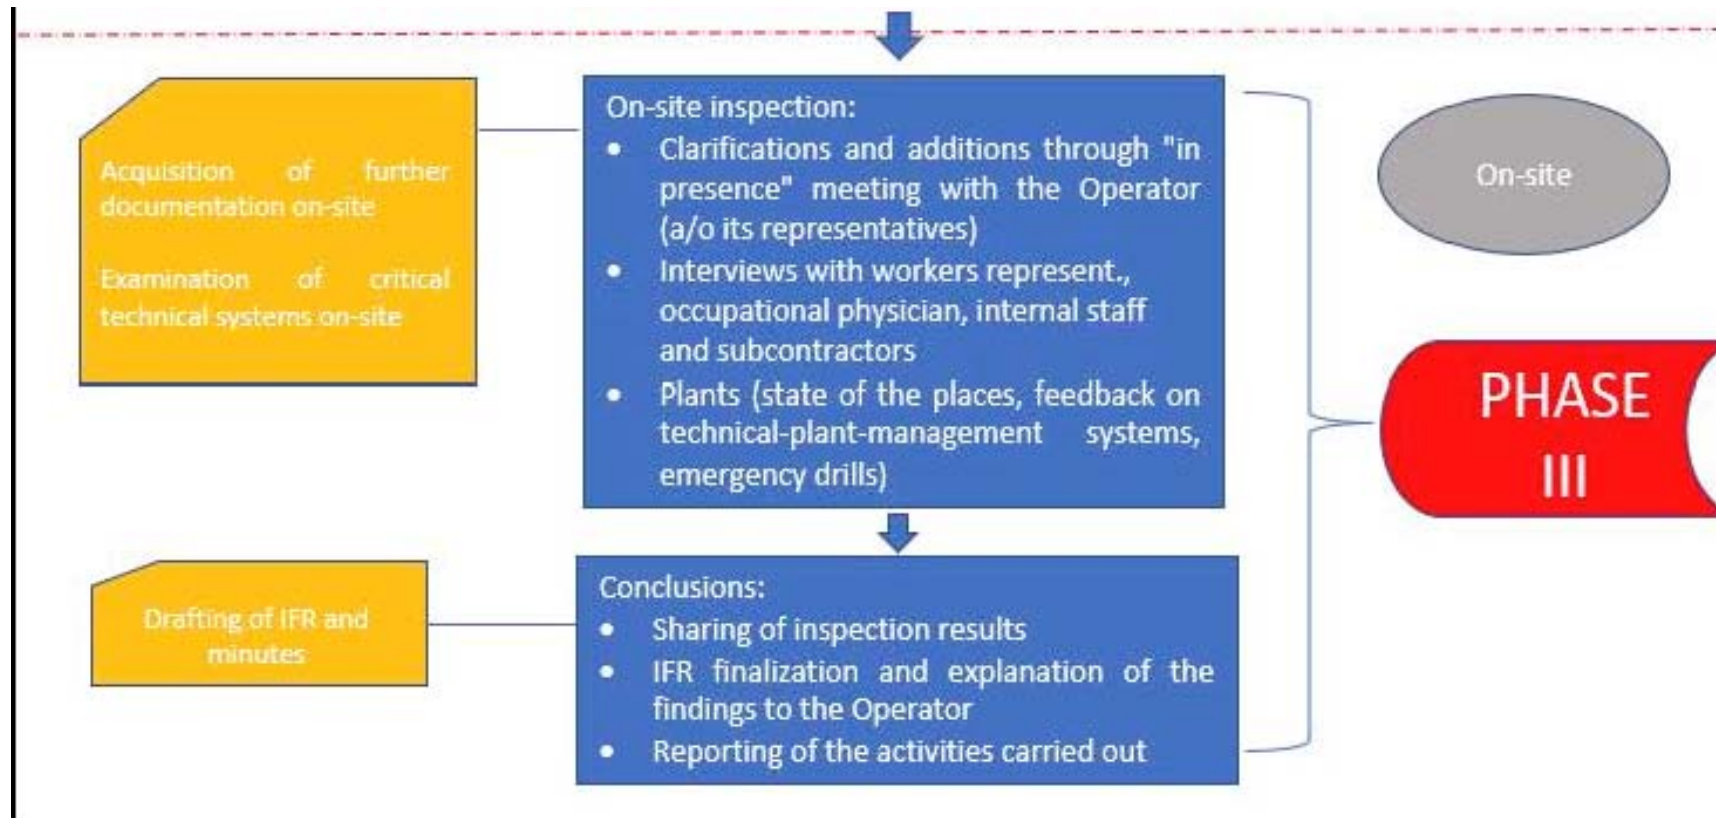 Acquisition of further
documentation on-site
Examination of critical
technical systems on-site
On-site inspection:
• Clarifications and additions through "in
presence" meeting with the Operator
(a/o its representatives)
• Interviews with workers represent.,
occupational physician, internal staff
and subcontractors
• Plants (state of the places, feedback on
technical-plant-management systems,
emergency drills)
On-site
PHASE
III
Drafting of IFR and
minutes
Conclusions:
• Sharing of inspection results
• IFR finalization and explanation of the
findings to the Operator
• Reporting of the activities carried out